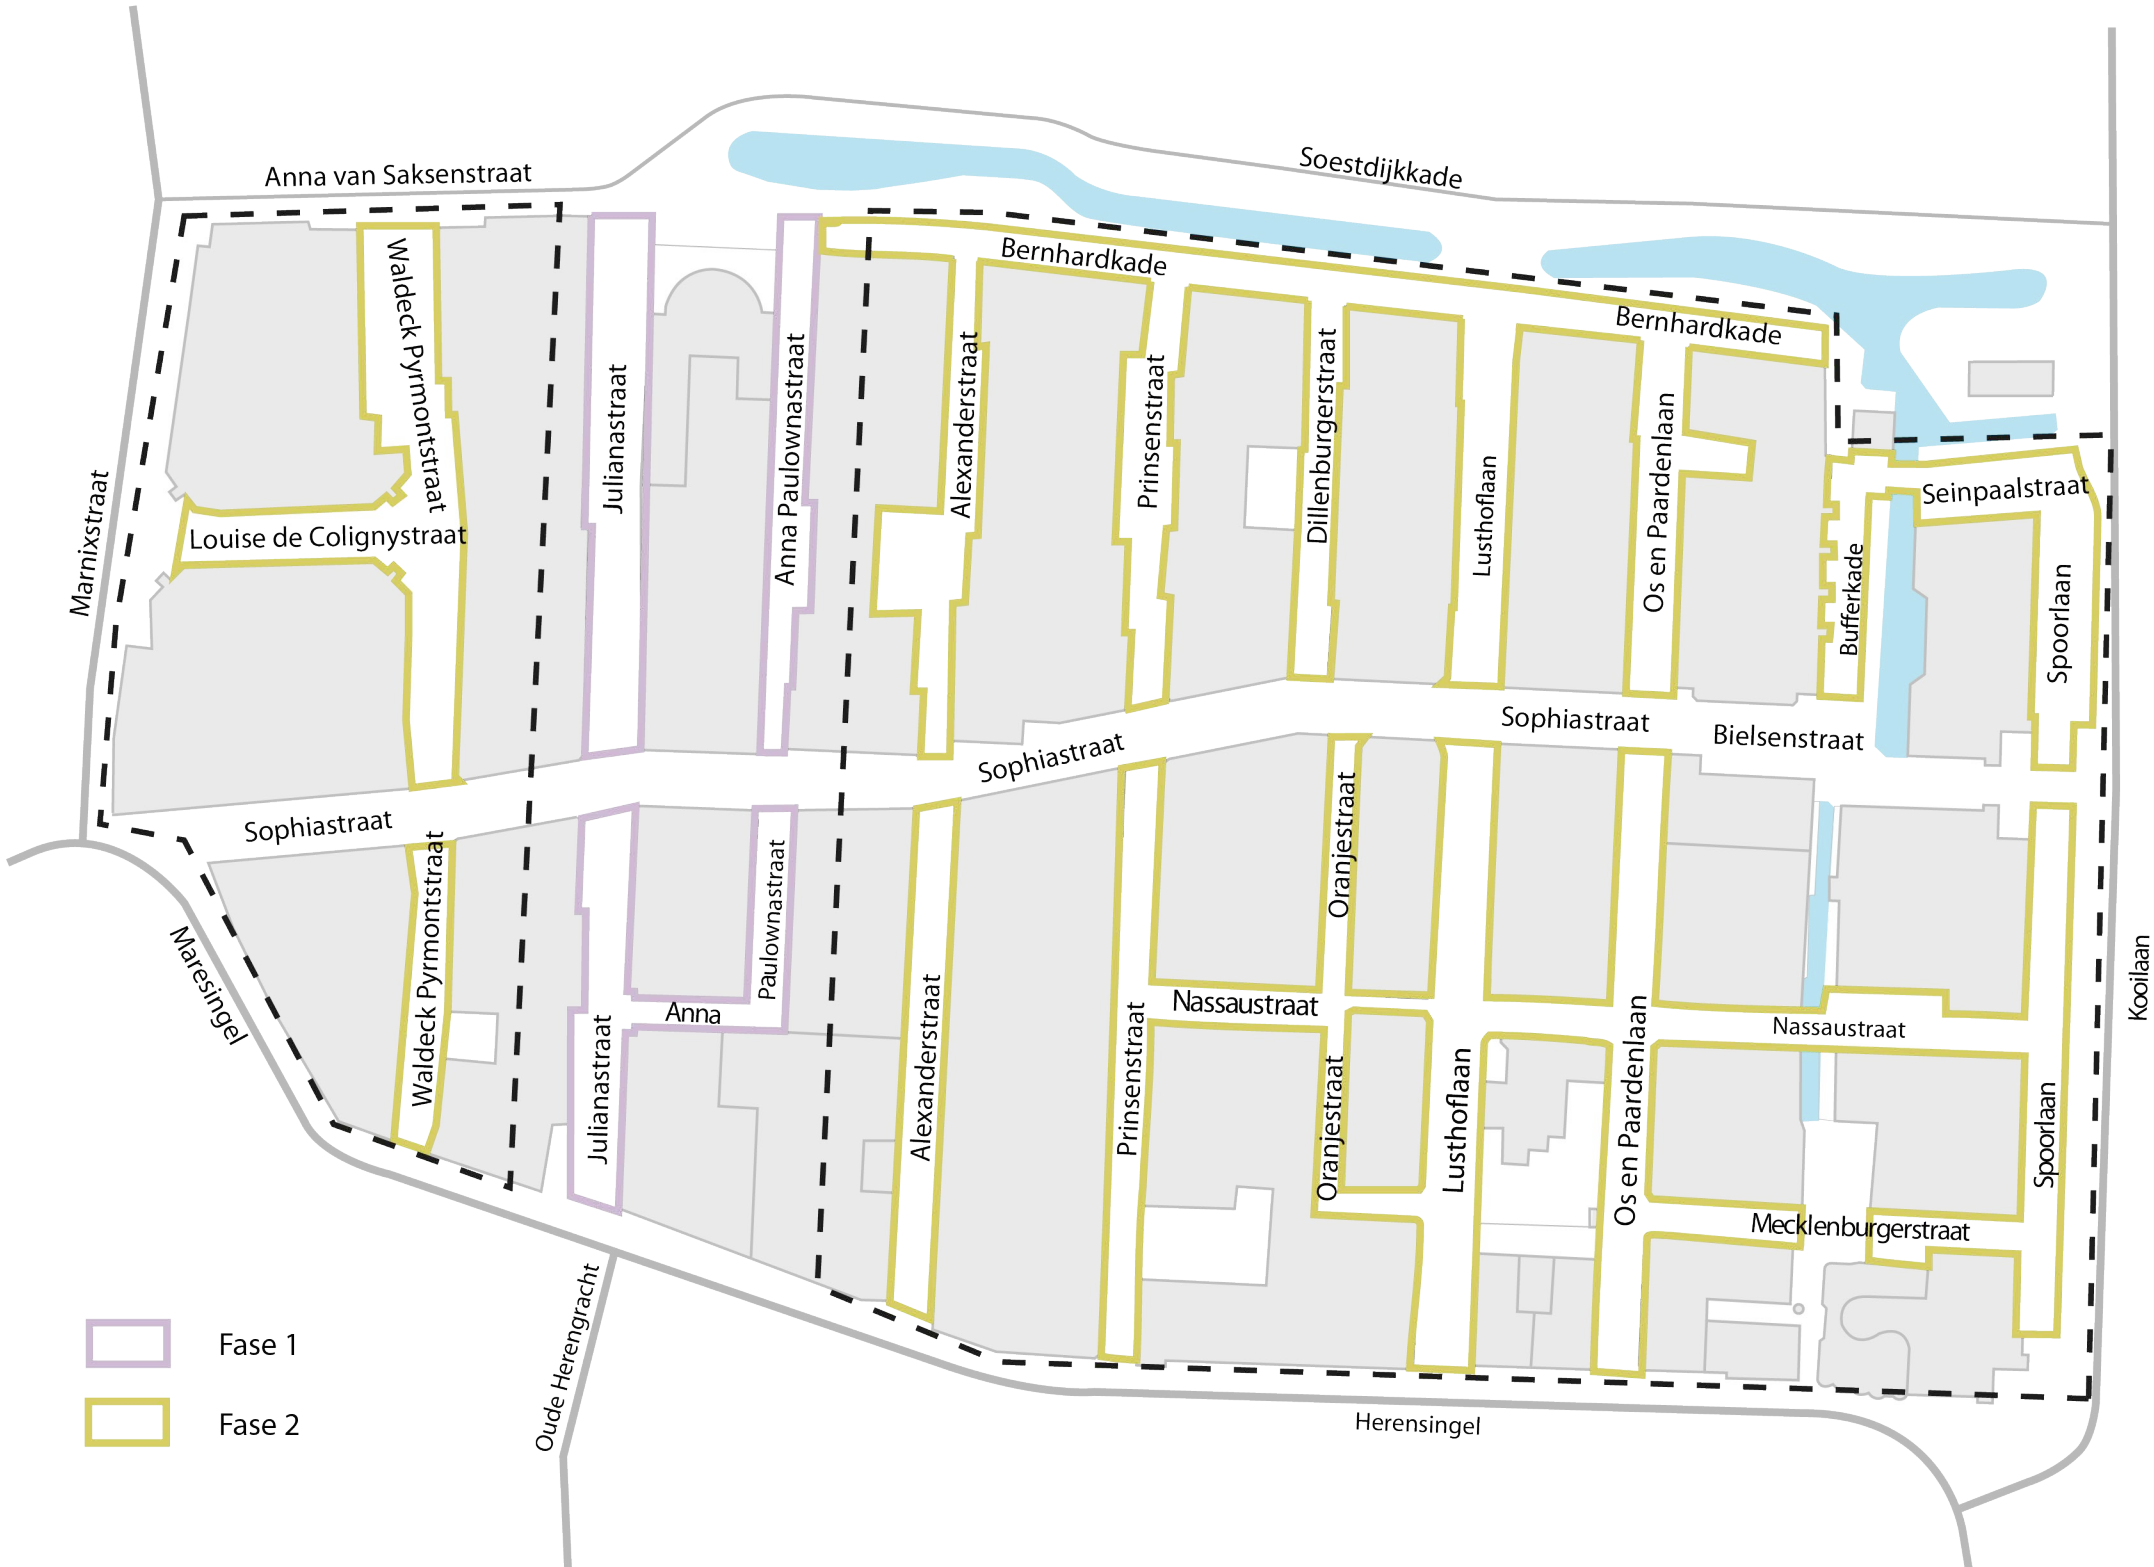 Anna van Saksenstraat
Soestdijkkade
Bernhardkade
Bernhardkade
Waldeck Pyrmontstraat
Julianastraat
Anna Paulownastraat
Alexanderstraat
Prinsenstraat
Dillenburgerstraat
Lusthoflaan
Os en Paardenlaan
Bufferkade
Seinpaalstraat
Spoorlaan
Marnixstraat
Louise de Colignystraat
Sophiastraat
Sophiastraat
Sophiastraat
Bielsenstraat
Waldeck Pyrmontstraat
Paulownastraat
Anna
Julianastraat
Alexanderstraat
Prinsenstraat
Oranjestraat
Nassaustraat
Oranjestraat
Lusthoflaan
Os en Paardenlaan
Nassaustraat
Mecklenburgerstraat
Spoorlaan
Kooilaan
Maresingel
Oude Herengracht
Herensingel
Fase 1
Fase 2